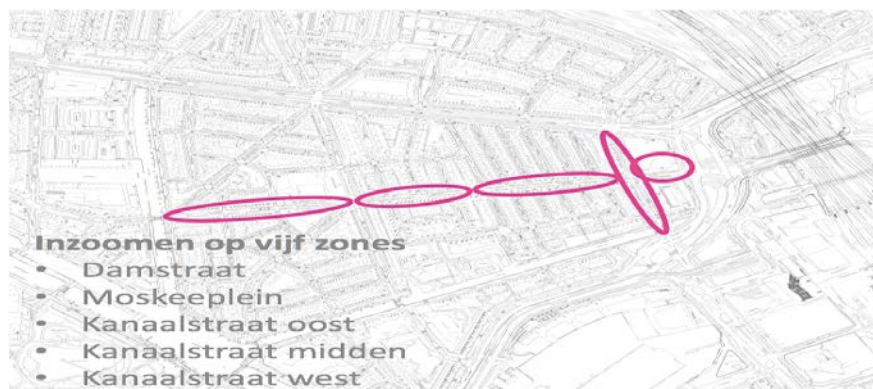 Inzoomen op vijf zones
• Damstraat
• Moskeeplein
• Kanaalstraat oost
• Kanaalstraat midden
• Kanaalstraat west